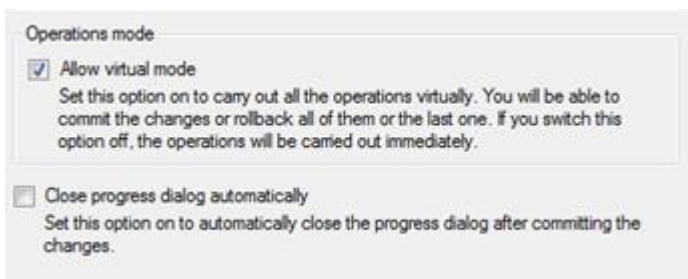 Operations mode
Allow virtual mode
Set this option on to carry out all the operations virtually. You will be able to
commit the changes or rollback all of them or the last one. If you switch this
option off, the operations will be carried out immediately.
Close progress dialog automatically
Set this option on to automatically close the progress dialog after committing the
changes.